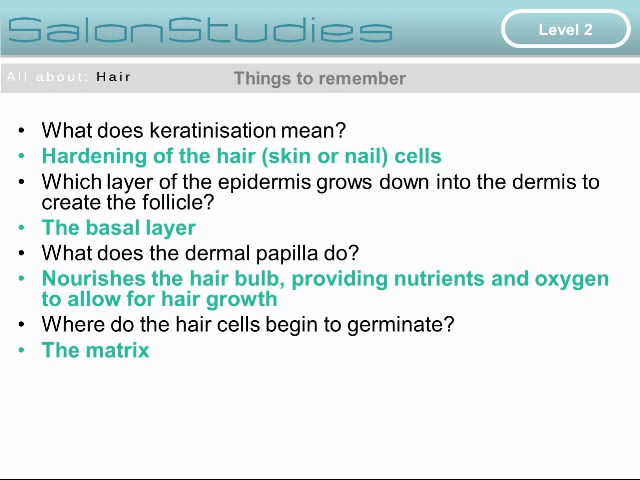 SalonStudies
Level 2
All about: Hair
Things to remember
• What does keratinisation mean?
• Hardening of the hair (skin or nail) cells
• Which layer of the epidermis grows down into the dermis to
create the follicle?
• The basal layer
• What does the dermal papilla do?
• Nourishes the hair bulb, providing nutrients and oxygen
to allow for hair growth
• Where do the hair cells begin to germinate?
• The matrix